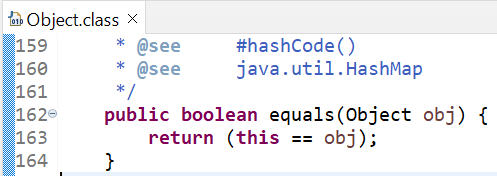 Object.class
159 * @see #hashCode()
160 * @see java.util.HashMap
161 */
162 public boolean equals(Object obj) {
163 return (this == obj);
164 }